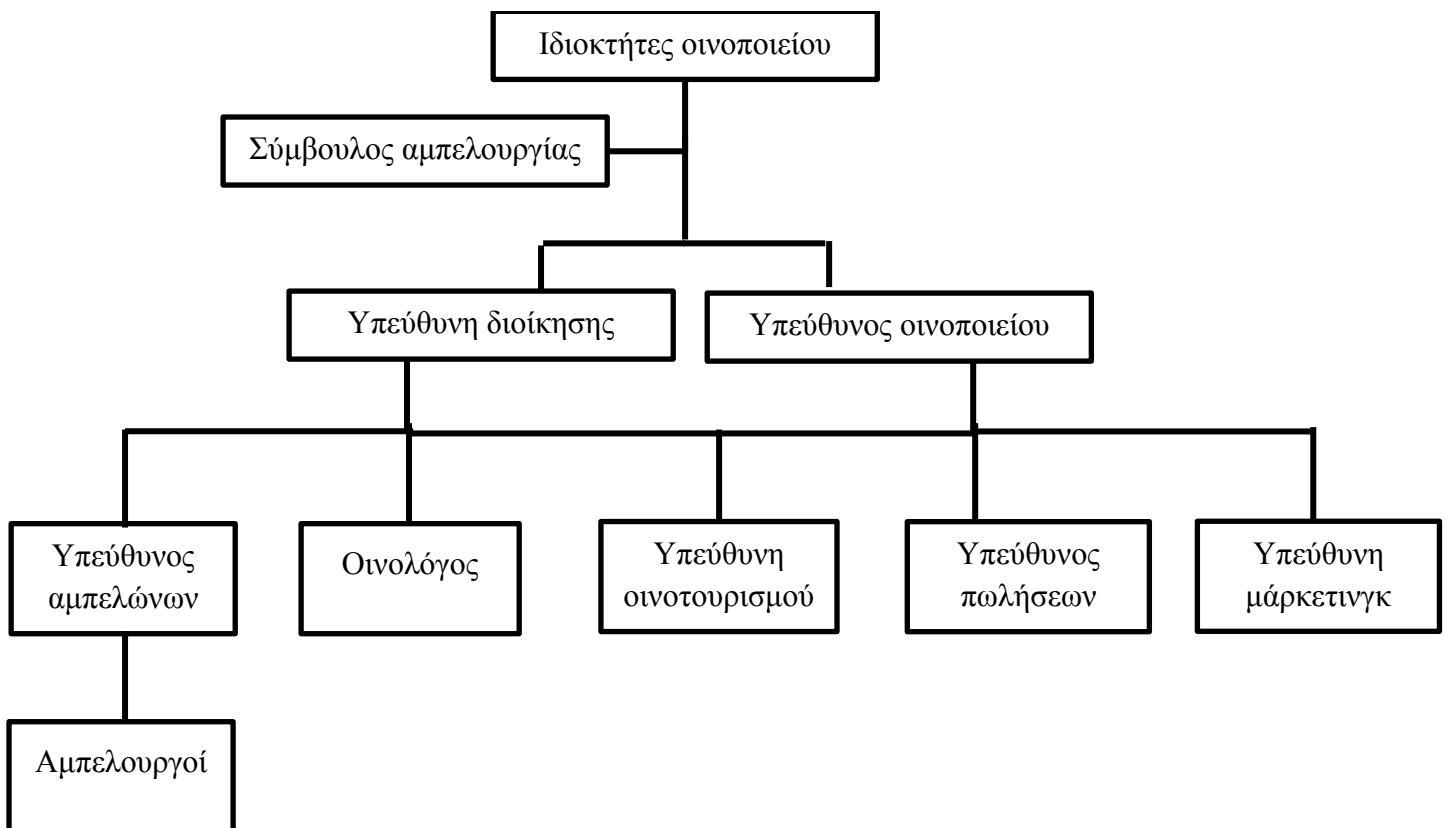 Ιδιοκτήτες οινοποιείου
Σύμβουλος αμπελουργίας
Υπεύθυνη διοίκησης
Υπεύθυνος οινοποιείου
Υπεύθυνος
αμπελώνων
Οινολόγος
Υπεύθυνη
οινοτουρισμού
Υπεύθυνος
πωλήσεων
Υπεύθυνη
μάρκετινγκ
Αμπελουργοί